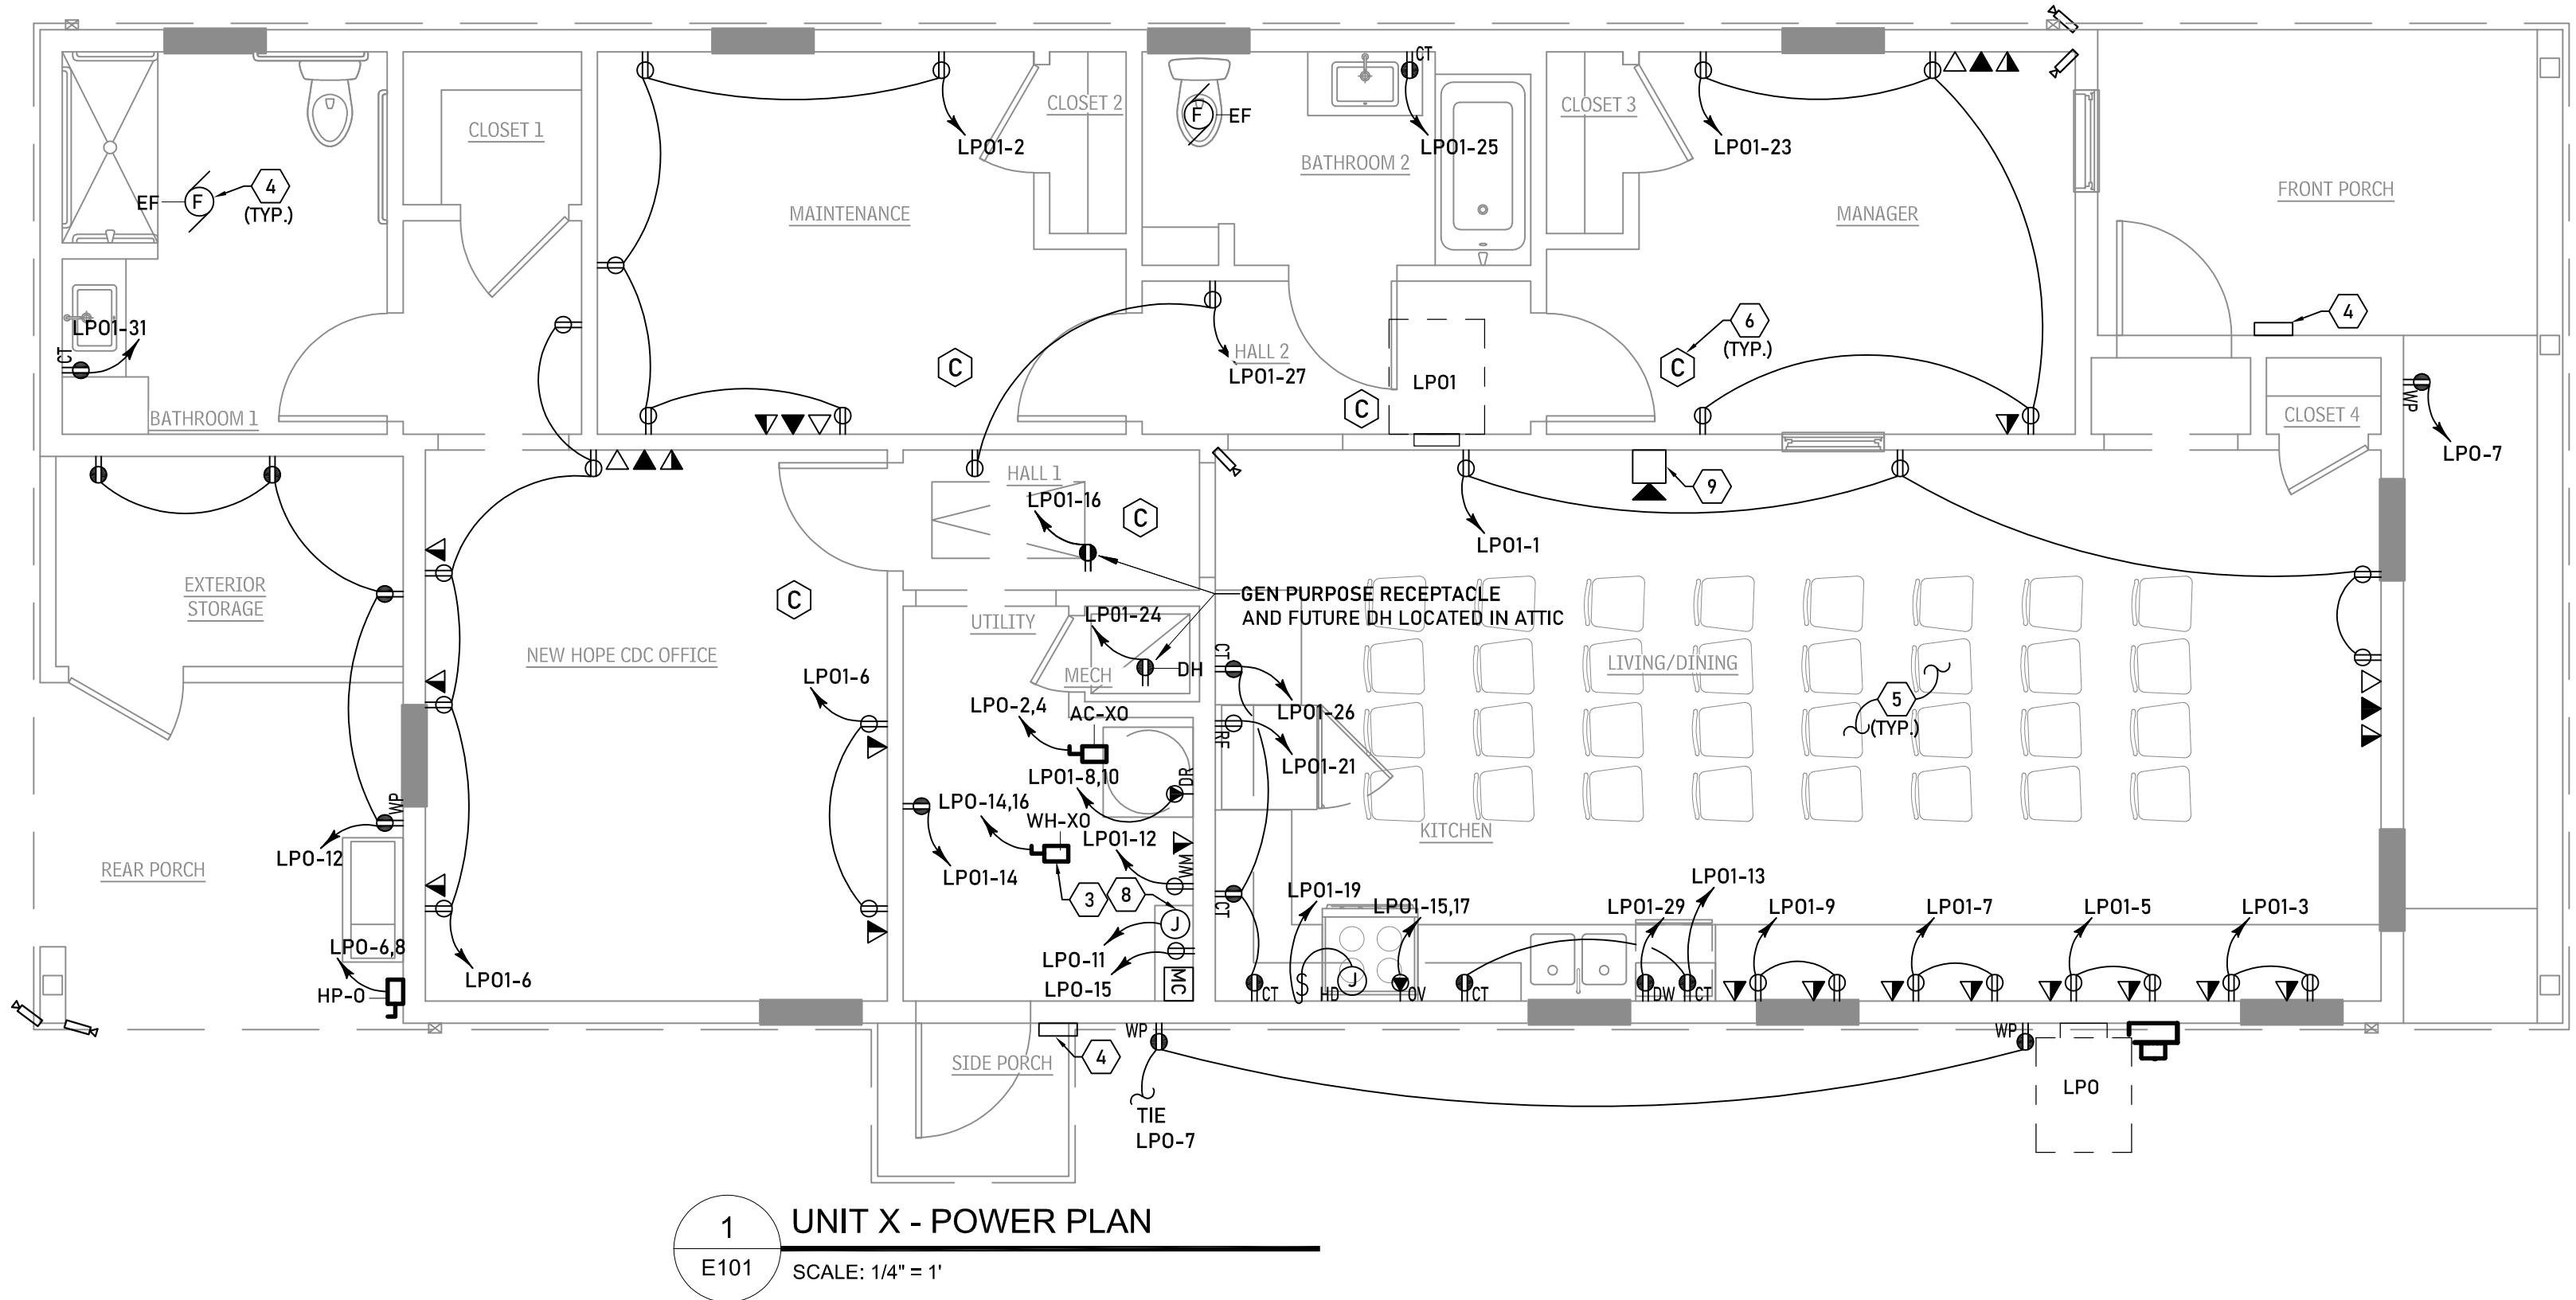 CT
CLOSET 1
CLOSET 2
CLOSET 3
LP01-2
F
EF
LP01-25
LP01-23
BATHROOM 2
EF
F
4
(TYP.)
MAINTENANCE
MANAGER
FRONT PORCH
LP01-31
CT
6
(TYP.)
4
C
HALL 2
LP01-27
C
LP01
C
WP
BATHROOM 1
CLOSET 4
LP0-7
HALL 1
LP01-16
C
9
LP01-1
EXTERIOR
STORAGE
C
GEN PURPOSE RECEPTACLE
AND FUTURE DH LOCATED IN ATTIC
UTILITY
LP01-24
NEW HOPE CDC OFFICE
LP01-6
MECH
DH
CT
LIVING/DINING
5
(TYP.)
LP0-2,4
AC-X0
LP01-26
RF
LP01-21
LP01-8,10
DR
WP
LP0-14,16
WH-X0
LP01-12
KITCHEN
LP0-12
REAR PORCH
LP01-14
WM
3
8
J
CT
LP01-19
LP01-15,17
LP01-29
LP01-13
LP01-9
LP01-7
LP01-5
LP01-3
LP0-6,8
LP01-6
LP0-11
LP0-15
MC
HP-0
CT
S
HD
J
OV
CT
DW
CT
WP
WP
4
SIDE PORCH
TIE
LP0-7
LP0
1
E101
UNIT X - POWER PLAN
SCALE: 1/4" = 1'